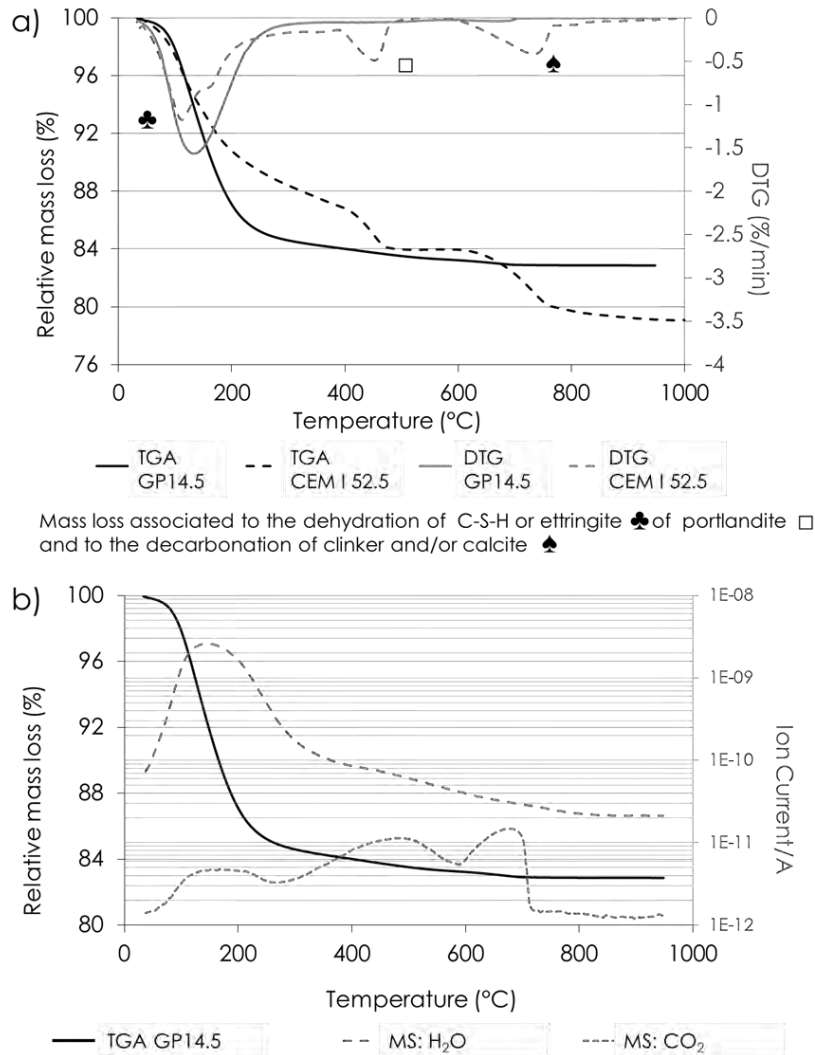 a)
100
96
92
88
84
80
76
Relative mass loss (%)
0
-0.5
-1
-1.5
-2
-2.5
-3
-3.5
-4
DTG (%/min)
♣
□
♠
0 200 400 600 800 1000
Temperature (°C)
TGA GP14.5
TGA CEM I 52.5
DTG GP14.5
DTG CEM I 52.5
Mass loss associated to the dehydration of C-S-H or ettringite ♣ of portlandite □
and to the decarbonation of clinker and/or calcite ♠
b)
100
96
92
88
84
80
Relative mass loss (%)
1E-08
1E-09
1E-10
1E-11
1E-12
Ion Current/A
0 200 400 600 800 1000
Temperature (°C)
TGA GP14.5 MS: H₂O MS: CO₂